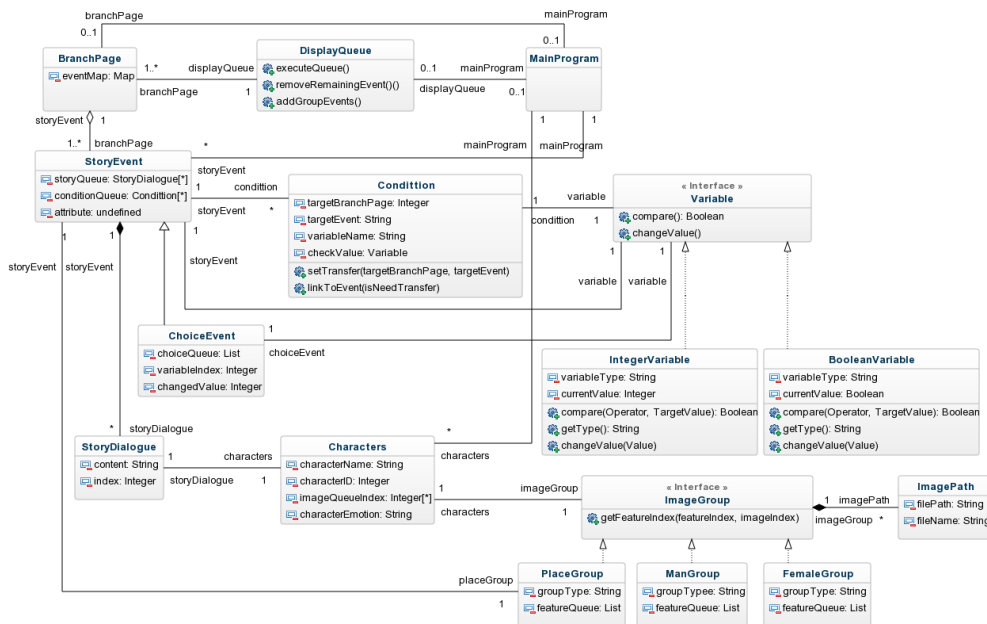 branchPage
mainProgram
0..1
0..1
BranchPage
eventMap: Map
DisplayQueue
executeQueue()
removeRemainingEvent()()
addGroupEvents()
MainProgram
1..*
displayQueue
branchPage
1
0..1
mainProgram
displayQueue
0..1
storyEvent
1
1..*
branchPage
*
storyEvent
mainProgram
1
1
mainProgram
StoryEvent
storyQueue: StoryDialogue[*]
conditionQueue: Condittion[*]
attribute: undefined
1
condittion
storyEvent
*
Condittion
targetBranchPage: Integer
targetEvent: String
variableName: String
checkValue: Variable
setTransfer(targetBranchPage, targetEvent)
linkToEvent(isNeedTransfer)
1
variable
condition
1
« Interface »
Variable
compare(): Boolean
changeValue()
1
1
1
storyEvent
1
1
storyEvent
storyEvent
variable
variable
ChoiceEvent
choiceQueue: List
variableIndex: Integer
changedValue: Integer
1
choiceEvent
IntegerVariable
variableType: String
currentValue: Integer
compare(Operator, TargetValue): Boolean
getType(): String
changeValue(Value)
BooleanVariable
variableType: String
currentValue: Boolean
compare(Operator, TargetValue): Boolean
getType(): String
changeValue(Value)
*
storyDialogue
StoryDialogue
content: String
index: Integer
1
characters
storyDialogue
1
Characters
characterName: String
characterID: Integer
imageQueueIndex: Integer[*]
characterEmotion: String
*
characters
1
imageGroup
characters
1
« Interface »
ImageGroup
getFeatureIndex(featureIndex, imageIndex)
1
imagePath
imageGroup
*
ImagePath
filePath: String
fileName: String
placeGroup
1
PlaceGroup
groupType: String
featureQueue: List
ManGroup
groupTypee: String
featureQueue: List
FemaleGroup
groupType: String
featureQueue: List